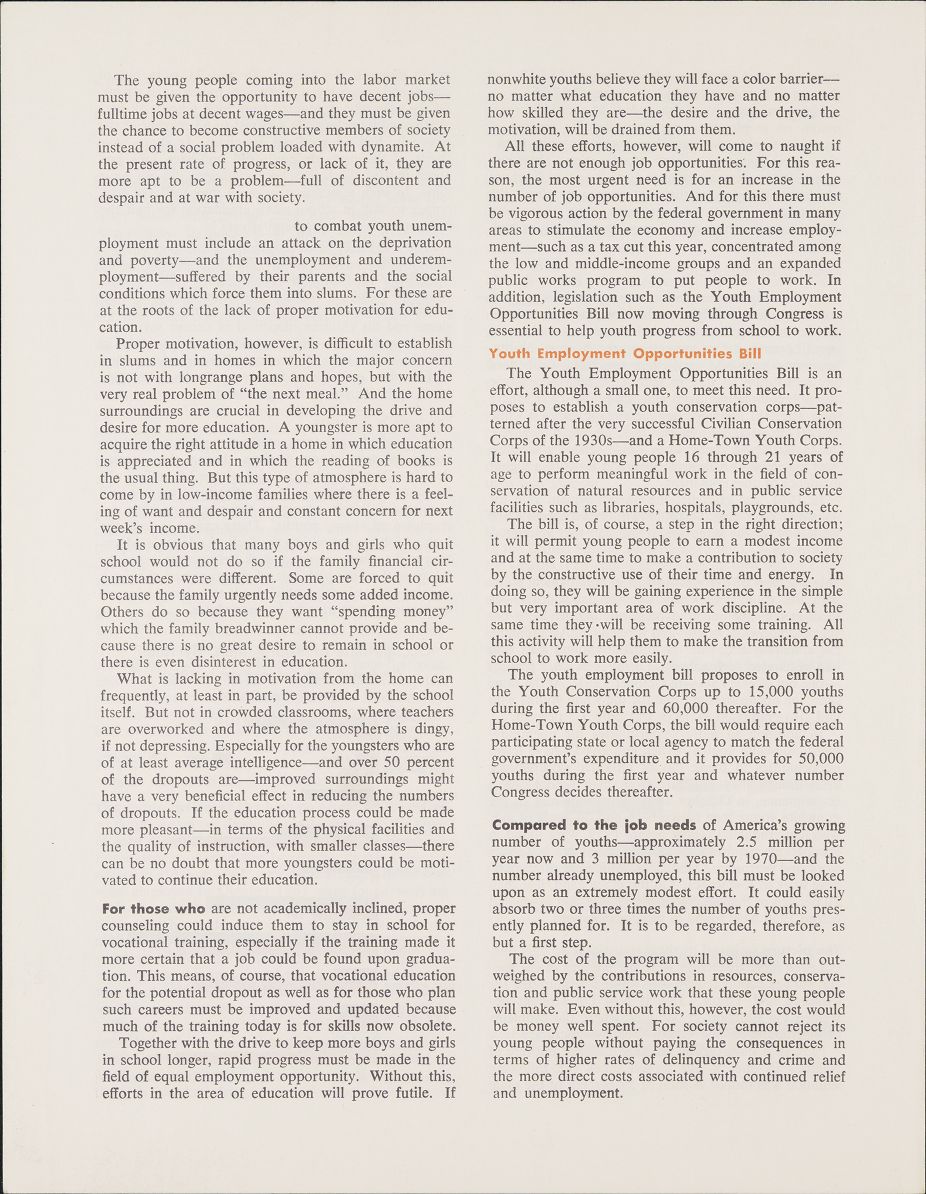 The young people coming into the labor market
must be given the opportunity to have decent jobs—
fulltime jobs at decent wages—and they must be given
the chance to become constructive members of society
instead of a social problem loaded with dynamite. At
the present rate of progress, or lack of it, they are
more apt to be a problem—full of discontent and
despair and at war with society.
to combat youth unem-
ployment must include an attack on the deprivation
and poverty—and the unemployment and underem-
ployment—suffered by their parents and the social
conditions which force them into slums. For these are
at the roots of the lack of proper motivation for edu-
cation.
Proper motivation, however, is difficult to establish
in slums and in homes in which the major concern
is not with longrange plans and hopes, but with the
very real problem of “the next meal.” And the home
surroundings are crucial in developing the drive and
desire for more education. A youngster is more apt to
acquire the right attitude in a home in which education
is appreciated and in which the reading of books is
the usual thing. But this type of atmosphere is hard to
come by in low-income families where there is a feel-
ing of want and despair and constant concern for next
week’s income.
It is obvious that many boys and girls who quit
school would not do so if the family financial cir-
cumstances were different. Some are forced to quit
because the family urgently needs some added income.
Others do so because they want “spending money”
which the family breadwinner cannot provide and be-
cause there is no great desire to remain in school or
there is even disinterest in education.
What is lacking in motivation from the home can
frequently, at least in part, be provided by the school
itself. But not in crowded classrooms, where teachers
are overworked and where the atmosphere is dingy,
if not depressing. Especially for the youngsters who are
of at least average intelligence—and over 50 percent
of the dropouts are—improved surroundings might
have a very beneficial effect in reducing the numbers
of dropouts. If the education process could be made
more pleasant—in terms of the physical facilities and
the quality of instruction, with smaller classes—there
can be no doubt that more youngsters could be moti-
vated to continue their education.
For those who are not academically inclined, proper
counseling could induce them to stay in school for
vocational training, especially if the training made it
more certain that a job could be found upon gradua-
tion. This means, of course, that vocational education
for the potential dropout as well as for those who plan
such careers must be improved and updated because
much of the training today is for skills now obsolete.
Together with the drive to keep more boys and girls
in school longer, rapid progress must be made in the
field of equal employment opportunity. Without this,
efforts in the area of education will prove futile. If
nonwhite youths believe they will face a color barrier—
no matter what education they have and no matter
how skilled they are—the desire and the drive, the
motivation, will be drained from them.
All these efforts, however, will come to naught if
there are not enough job opportunities. For this rea-
son, the most urgent need is for an increase in the
number of job opportunities. And for this there must
be vigorous action by the federal government in many
areas to stimulate the economy and increase employ-
ment—such as a tax cut this year, concentrated among
the low and middle-income groups and an expanded
public works program to put people to work. In
addition, legislation such as the Youth Employment
Opportunities Bill now moving through Congress is
essential to help youth progress from school to work.
Youth Employment Opportunities Bill
The Youth Employment Opportunities Bill is an
effort, although a small one, to meet this need. It pro-
poses to establish a youth conservation corps—pat-
terned after the very successful Civilian Conservation
Corps of the 1930s—and a Home-Town Youth Corps.
It will enable young people 16 through 21 years of
age to perform meaningful work in the field of con-
servation of natural resources and in public service
facilities such as libraries, hospitals, playgrounds, etc.
The bill is, of course, a step in the right direction;
it will permit young people to earn a modest income
and at the same time to make a contribution to society
by the constructive use of their time and energy. In
doing so, they will be gaining experience in the simple
but very important area of work discipline. At the
same time they will be receiving some training. All
this activity will help them to make the transition from
school to work more easily.
The youth employment bill proposes to enroll in
the Youth Conservation Corps up to 15,000 youths
during the first year and 60,000 thereafter. For the
Home-Town Youth Corps, the bill would require each
participating state or local agency to match the federal
government’s expenditure and it provides for 50,000
youths during the first year and whatever number
Congress decides thereafter.
Compared to the job needs of America’s growing
number of youths—approximately 2.5 million per
year now and 3 million per year by 1970—and the
number already unemployed, this bill must be looked
upon as an extremely modest effort. It could easily
absorb two or three times the number of youths pres-
ently planned for. It is to be regarded, therefore, as
but a first step.
The cost of the program will be more than out-
weighed by the contributions in resources, conserva-
tion and public service work that these young people
will make. Even without this, however, the cost would
be money well spent. For society cannot reject its
young people without paying the consequences in
terms of higher rates of delinquency and crime and
the more direct costs associated with continued relief
and unemployment.